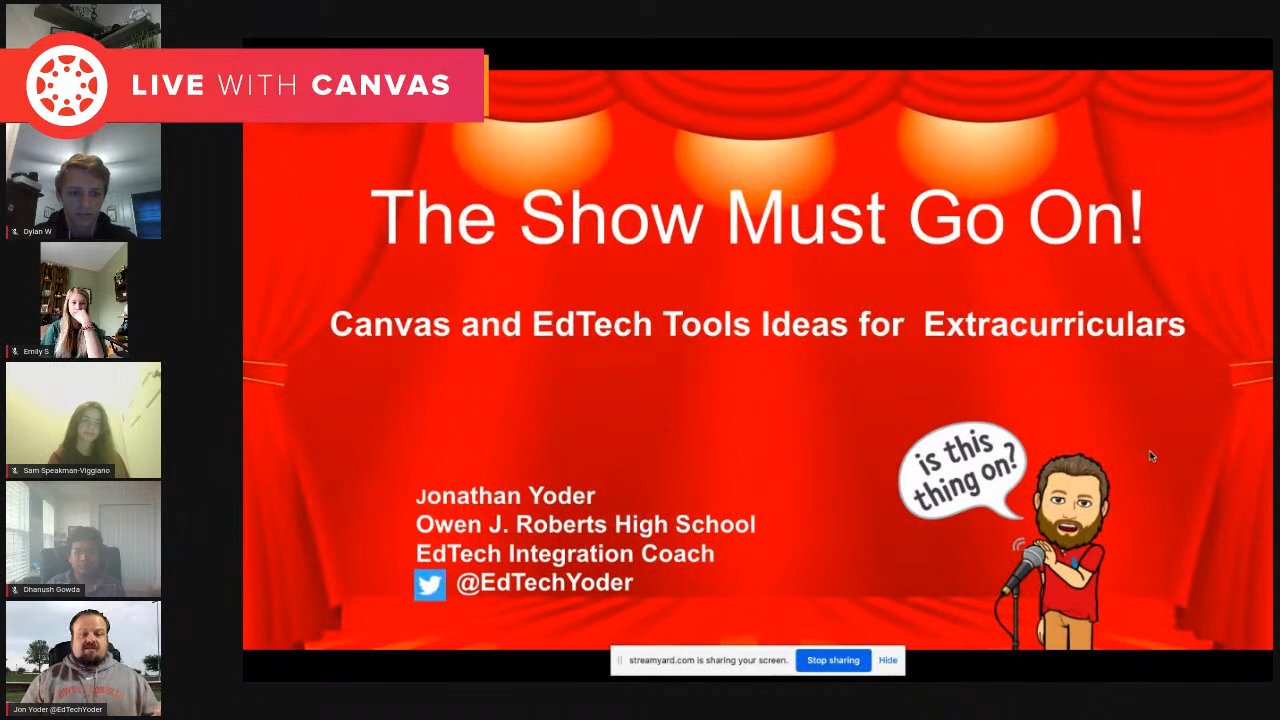 LIVE WITH CANVAS
Dylan W
Emily S
Sam Speakman-Viggiano
Dhanush Gowda
Jon Yoder @EdTechYoder
The Show Must Go On!
Canvas and EdTech Tools Ideas for Extracurriculars
is this
thing on?
Jonathan Yoder
Owen J. Roberts High School
EdTech Integration Coach
@EdTechYoder
streamyard.com is sharing your screen. Stop sharing Hide